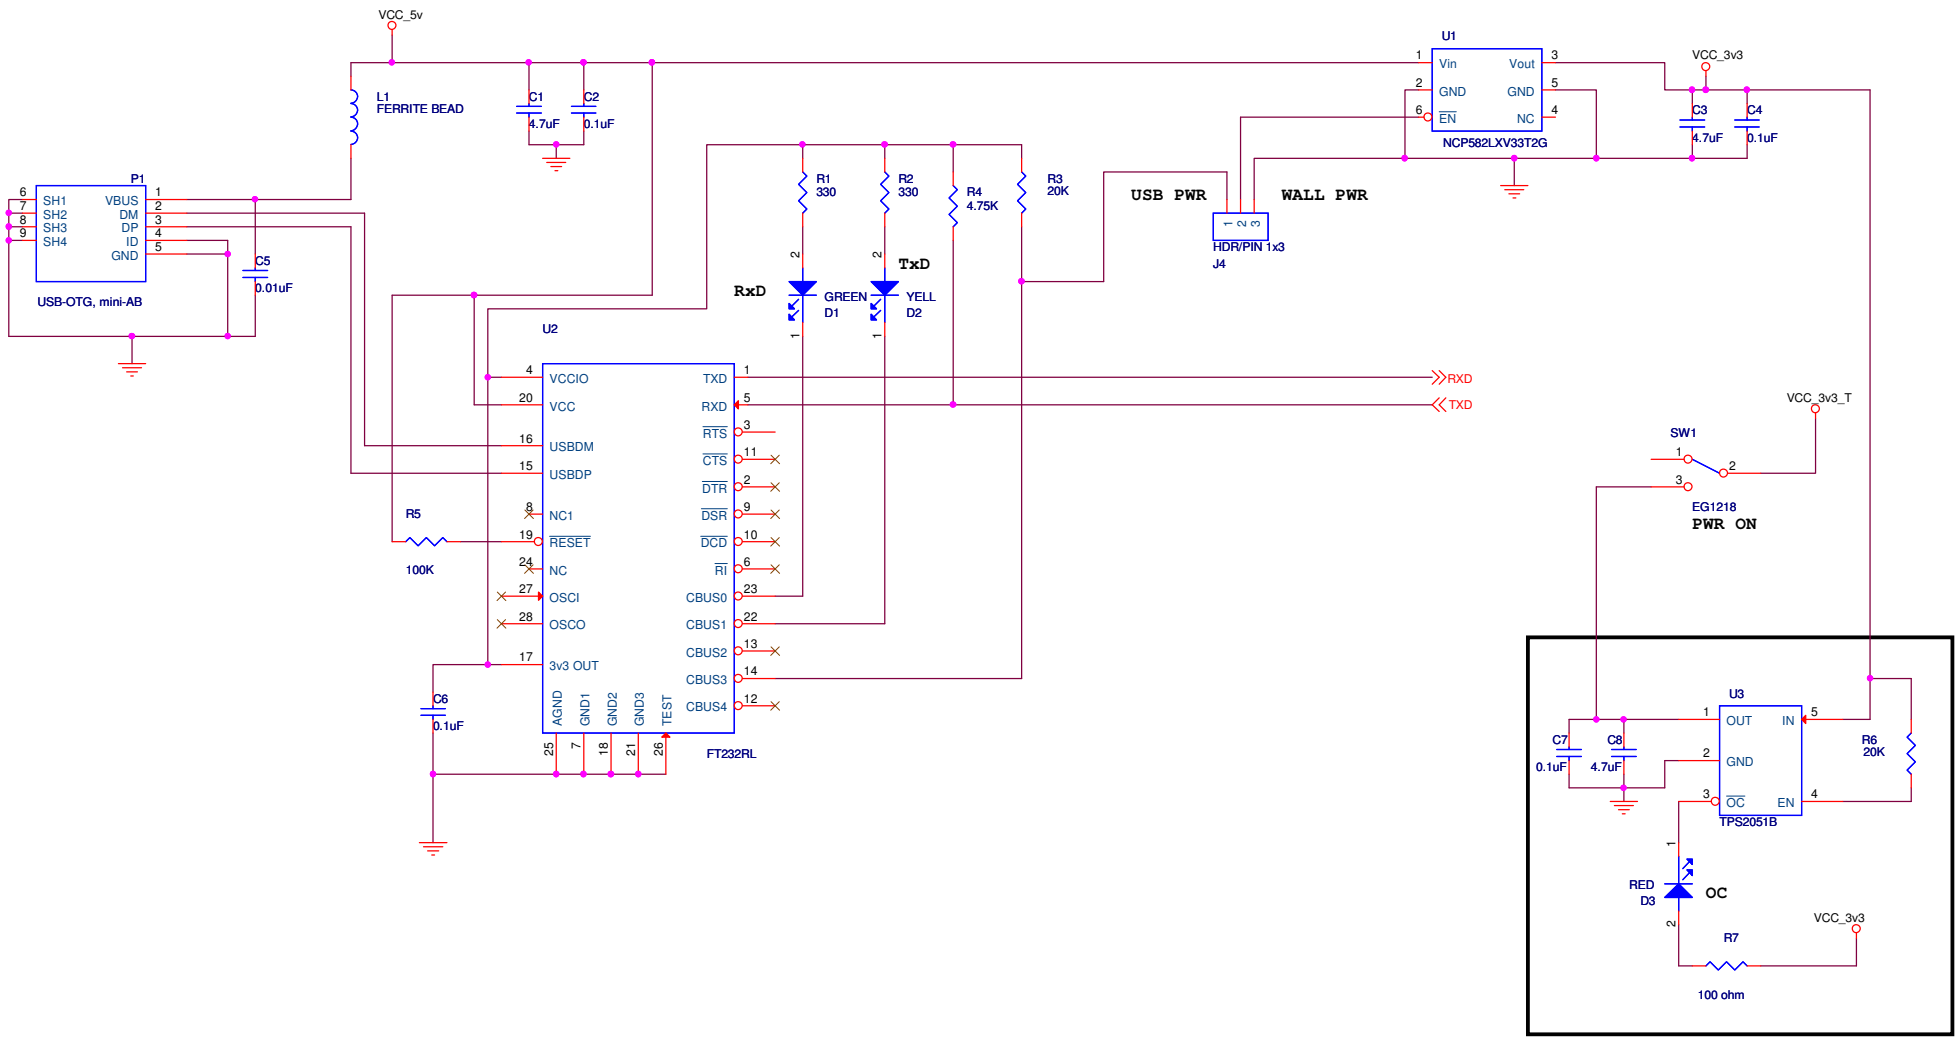 VCC_5v
L1
FERRITE BEAD
C1
4.7uF
C2
0.1uF
U1
1
Vin
Vout
3
2
GND
GND
5
6
EN
NC
4
NCP582LXV33T2G
VCC_3v3
C3
4.7uF
C4
0.1uF
P1
6
SH1
VBUS
1
7
SH2
DM
2
8
SH3
DP
3
9
SH4
ID
4
GND
5
USB-OTG, mini-AB
C5
0.01uF
R1
330
R2
330
R4
4.75K
R3
20K
USB PWR
WALL PWR
1
2
3
HDR/PIN 1x3
J4
2
2
TxD
RxD
GREEN
D1
YELL
D2
1
1
U2
4
VCCIO
TXD
1
RXD
20
VCC
RXD
5
TXD
RTS
3
16
USBDM
CTS
11
15
USBDP
DTR
2
8
NC1
DSR
9
R5
100K
19
RESET
DCD
10
24
NC
RI
6
27
OSCI
CBUS0
23
28
OSCO
CBUS1
22
CBUS2
13
17
3v3 OUT
CBUS3
14
CBUS4
12
AGND
GND1
GND2
GND3
TEST
25
7
18
21
26
FT232RL
C6
0.1uF
VCC_3v3_T
SW1
1
2
3
EG1218
PWR ON
U3
1
OUT
IN
5
2
GND
3
OC
EN
4
TPS2051B
C7
0.1uF
C8
4.7uF
R6
20K
1
RED
D3
OC
2
VCC_3v3
R7
100 ohm